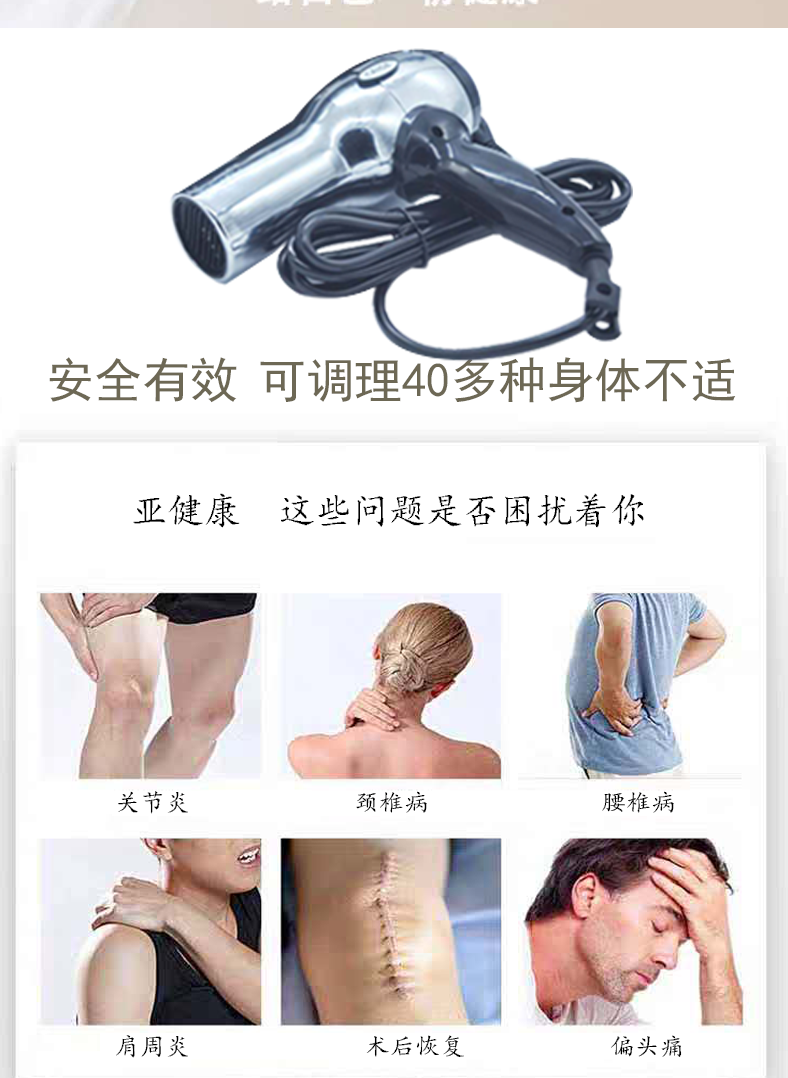 安全有效 可调理40多种身体不适
亚健康 这些问题是否困扰着你
关节炎 颈椎病 腰椎病
肩周炎 术后恢复 偏头痛